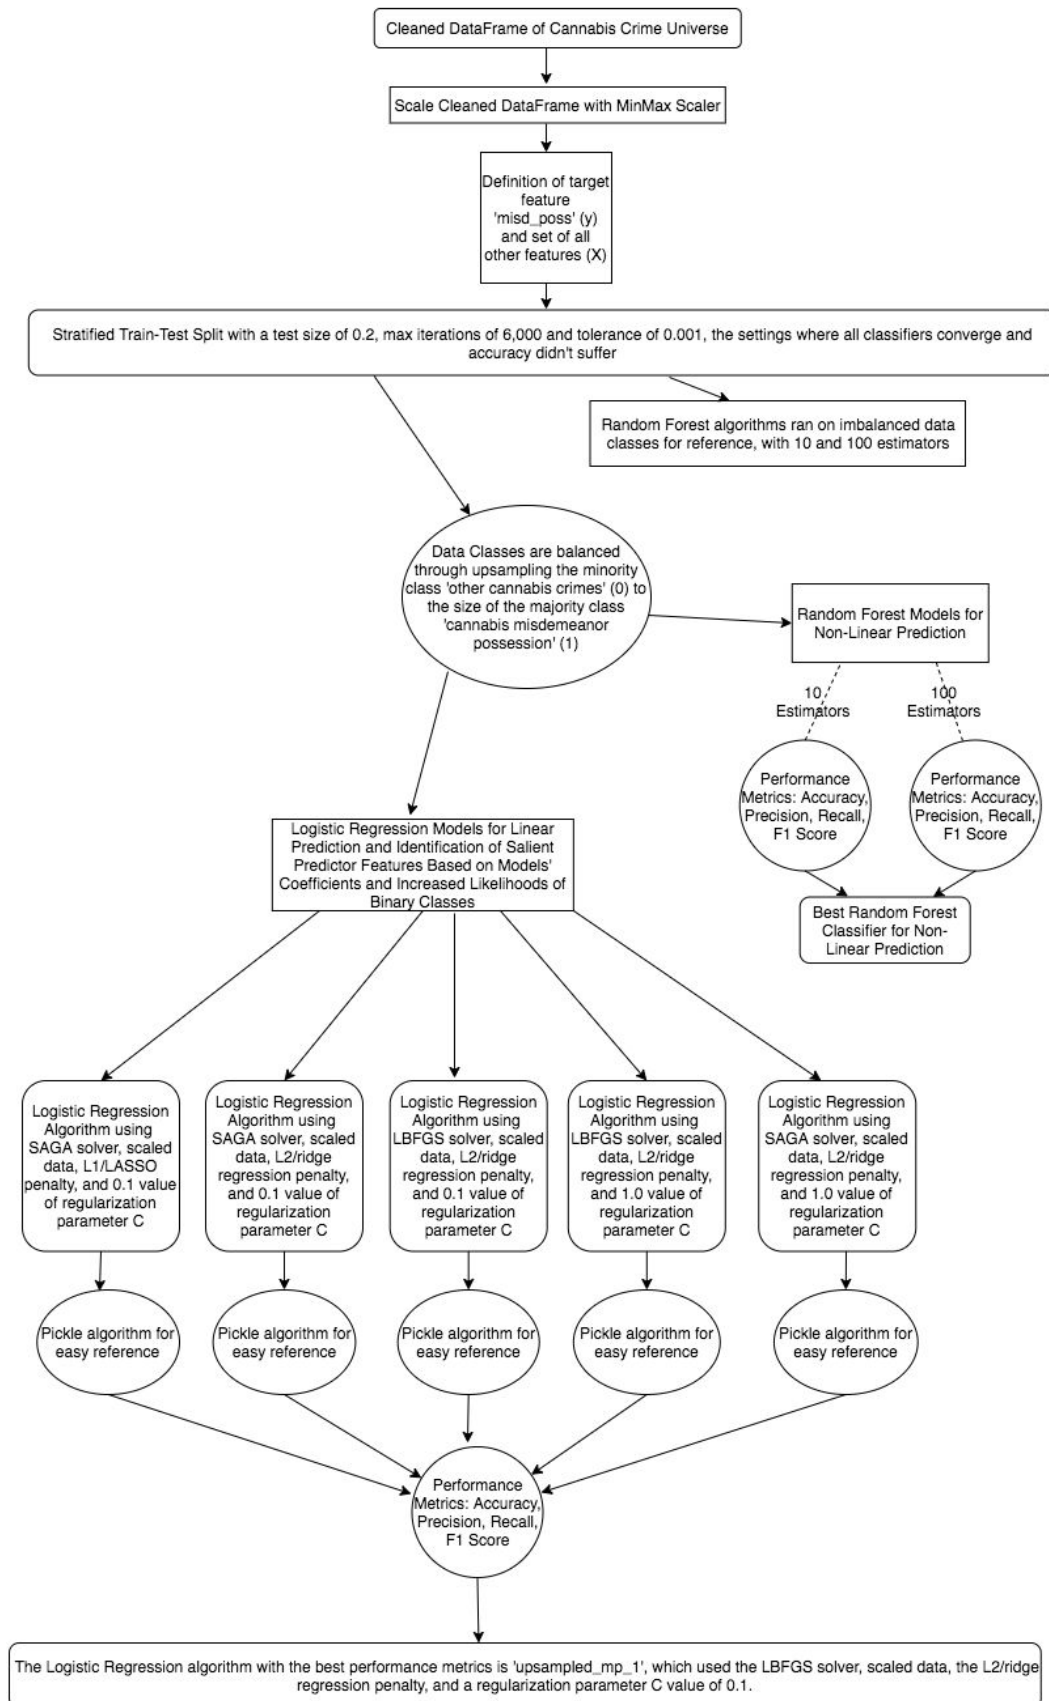 Cleaned DataFrame of Cannabis Crime Universe
Scale Cleaned DataFrame with MinMax Scaler
Definition of target
feature
'misd_poss' (y)
and set of all
other features (X)
Stratified Train-Test Split with a test size of 0.2, max iterations of 6,000 and tolerance of 0.001, the settings where all classifiers converge and
accuracy didn't suffer
Random Forest algorithms ran on imbalanced data
classes for reference, with 10 and 100 estimators
Data Classes are balanced
through upsampling the minority
class 'other cannabis crimes' (0) to
the size of the majority class
'cannabis misdemeanor
possession' (1)
Random Forest Models for
Non-Linear Prediction
10
Estimators
100
Estimators
Performance
Metrics: Accuracy,
Precision, Recall,
F1 Score
Performance
Metrics: Accuracy,
Precision, Recall,
F1 Score
Best Random Forest
Classifier for Non-
Linear Prediction
Logistic Regression Models for Linear
Prediction and Identification of Salient
Predictor Features Based on Models'
Coefficients and Increased Likelihoods of
Binary Classes
Logistic Regression
Algorithm using
SAGA solver, scaled
data, L1/LASSO
penalty, and 0.1 value
of regularization
parameter C
Logistic Regression
Algorithm using
SAGA solver, scaled
data, L2/ridge
regression penalty,
and 0.1 value of
regularization
parameter C
Logistic Regression
Algorithm using
LBFGS solver, scaled
data, L2/ridge
regression penalty,
and 0.1 value of
regularization
parameter C
Logistic Regression
Algorithm using
LBFGS solver, scaled
data, L2/ridge
regression penalty,
and 1.0 value of
regularization
parameter C
Logistic Regression
Algorithm using
SAGA solver, scaled
data, L2/ridge
regression penalty,
and 1.0 value of
regularization
parameter C
Pickle algorithm for
easy reference
Pickle algorithm for
easy reference
Pickle algorithm for
easy reference
Pickle algorithm for
easy reference
Pickle algorithm for
easy reference
Performance
Metrics: Accuracy,
Precision, Recall,
F1 Score
The Logistic Regression algorithm with the best performance metrics is 'upsampled_mp_1', which used the LBFGS solver, scaled data, the L2/ridge
regression penalty, and a regularization parameter C value of 0.1.